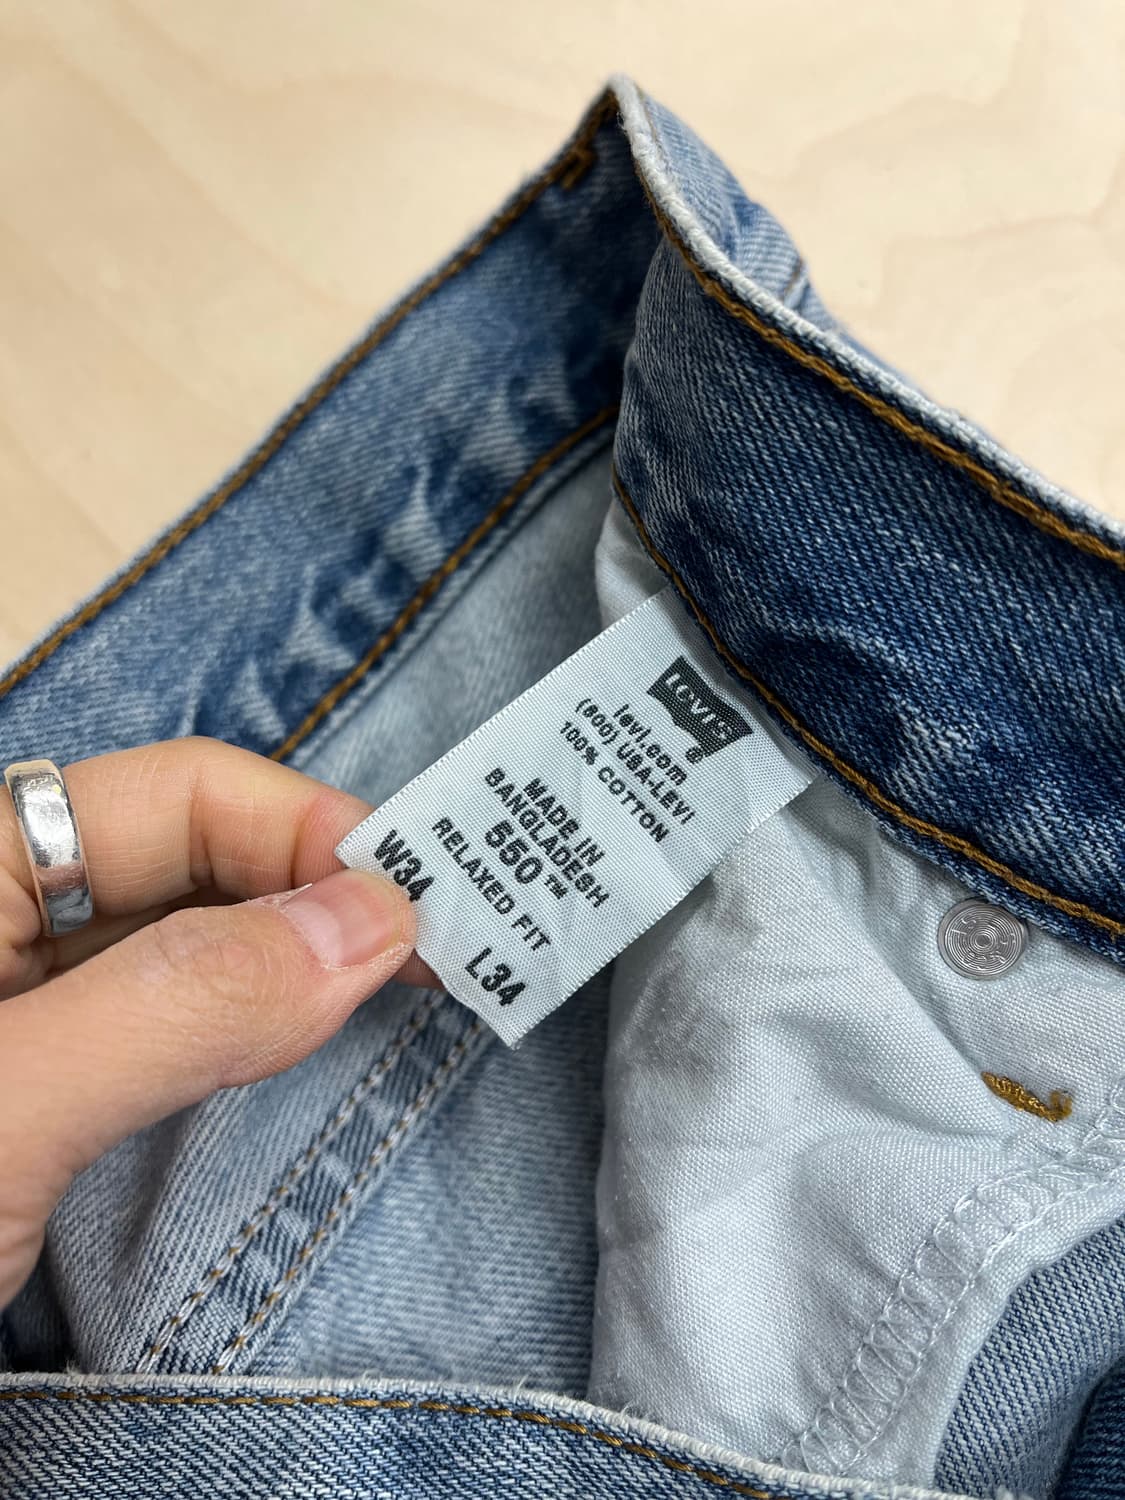 Levi's
®
levi.com
(800) USA-LEVI
100% COTTON
MADE IN
BANGLADESH
550™
RELAXED FIT
W34 L34